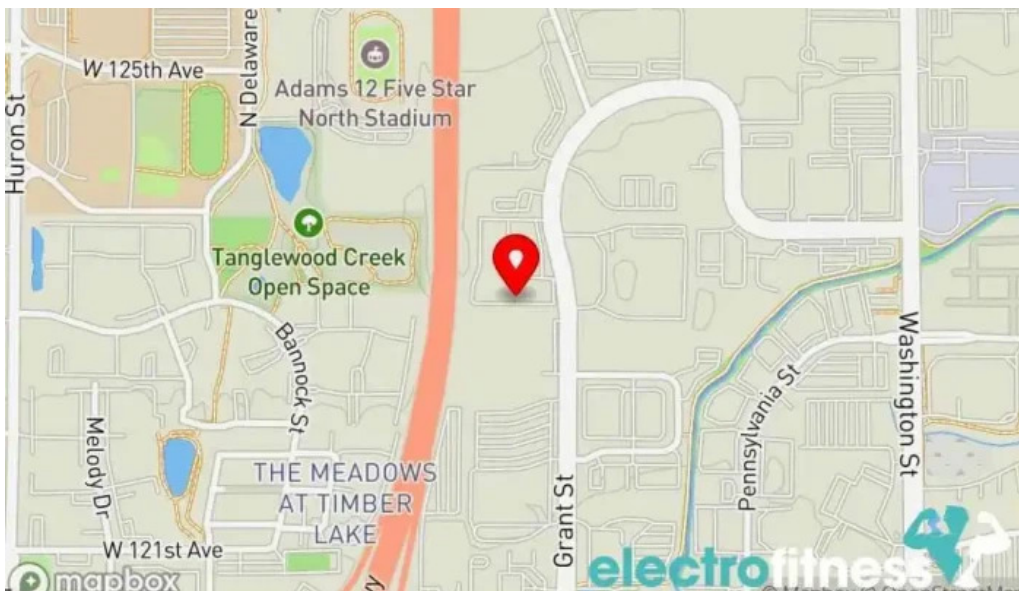 W 125th Ave
N Delaware
Adams 12 Five Star
North Stadium
Huron St
Tanglewood Creek
Open Space
Bannock St
Melody Dr
THE MEADOWS
AT TIMBER
LAKE
W 121st Ave
Grant St
Pennsylvania St
Washington St
electrofitness
mapbox